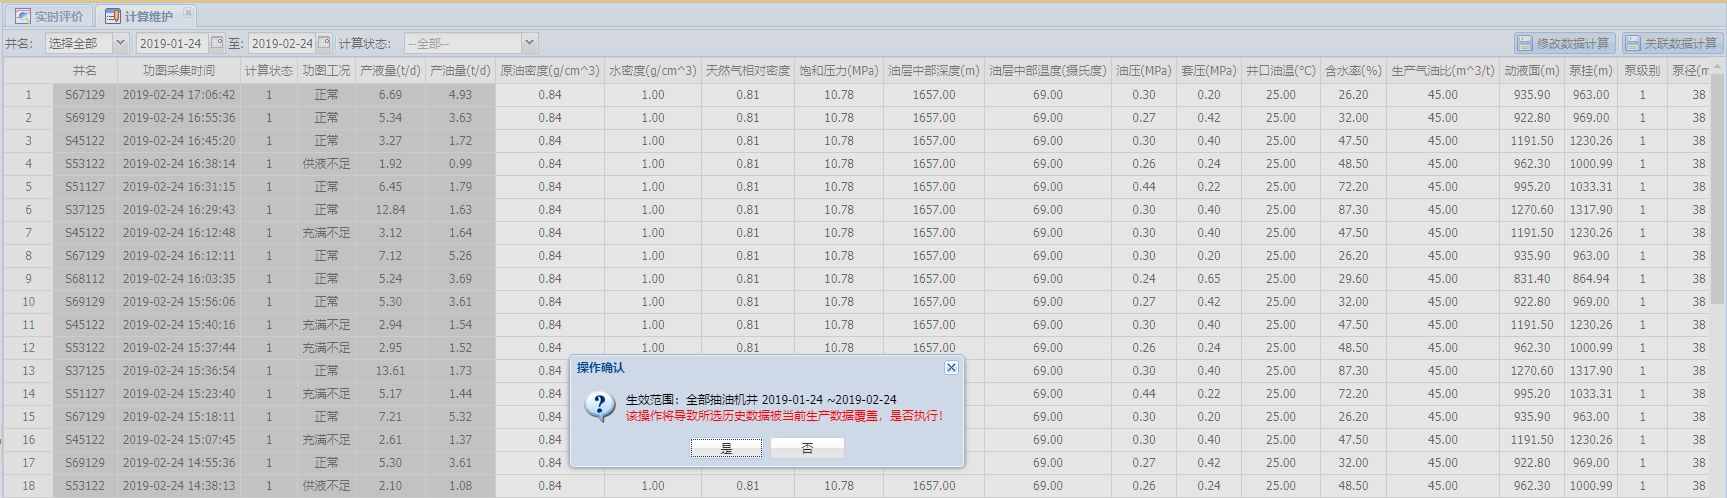 实时评价 计算维护
井名: 选择全部 2019-01-24 至: 2019-02-24 计算状态: --全部-- 修改数据计算 关联数据计算
井名 功图采集时间 计算状态 功图工况 产液量(t/d) 产油量(t/d) 原油密度(g/cm^3) 水密度(g/cm^3) 天然气相对密度 饱和压力(MPa) 油层中部深度(m) 油层中部温度(摄氏度) 油压(MPa) 套压(MPa) 井口油温(℃) 含水率(%) 生产气油比(m^3/t) 动液面(m) 泵挂(m) 泵级别 泵径(m
1 S67129 2019-02-24 17:06:42 1 正常 6.69 4.93 0.84 1.00 0.81 10.78 1657.00 69.00 0.30 0.20 25.00 26.20 45.00 935.90 963.00 1 38
2 S69129 2019-02-24 16:55:36 1 正常 5.34 3.63 0.84 1.00 0.81 10.78 1657.00 69.00 0.27 0.42 25.00 32.00 45.00 922.80 969.00 1 38
3 S45122 2019-02-24 16:45:20 1 正常 3.27 1.72 0.84 1.00 0.81 10.78 1657.00 69.00 0.30 0.40 25.00 47.50 45.00 1191.50 1230.26 1 38
4 S53122 2019-02-24 16:38:14 1 供液不足 1.92 0.99 0.84 1.00 0.81 10.78 1657.00 69.00 0.26 0.24 25.00 48.50 45.00 962.30 1000.99 1 38
5 S51127 2019-02-24 16:31:15 1 正常 6.45 1.79 0.84 1.00 0.81 10.78 1657.00 69.00 0.44 0.22 25.00 72.20 45.00 995.20 1033.31 1 38
6 S37125 2019-02-24 16:29:43 1 正常 12.84 1.63 0.84 1.00 0.81 10.78 1657.00 69.00 0.30 0.40 25.00 87.30 45.00 1270.60 1317.90 1 38
7 S45122 2019-02-24 16:12:48 1 充满不足 3.12 1.64 0.84 1.00 0.81 10.78 1657.00 69.00 0.30 0.40 25.00 47.50 45.00 1191.50 1230.26 1 38
8 S67129 2019-02-24 16:12:11 1 正常 7.12 5.26 0.84 1.00 0.81 10.78 1657.00 69.00 0.30 0.20 25.00 26.20 45.00 935.90 963.00 1 38
9 S68112 2019-02-24 16:03:35 1 正常 5.24 3.69 0.84 1.00 0.81 10.78 1657.00 69.00 0.24 0.65 25.00 29.60 45.00 831.40 864.94 1 38
10 S69129 2019-02-24 15:56:06 1 正常 5.30 3.61 0.84 1.00 0.81 10.78 1657.00 69.00 0.27 0.42 25.00 32.00 45.00 922.80 969.00 1 38
11 S45122 2019-02-24 15:40:16 1 充满不足 2.94 1.54 0.84 1.00 0.81 10.78 1657.00 69.00 0.30 0.40 25.00 47.50 45.00 1191.50 1230.26 1 38
12 S53122 2019-02-24 15:37:44 1 充满不足 2.95 1.52 0.84 1.00 0.81 10.78 1657.00 69.00 0.26 0.24 25.00 48.50 45.00 962.30 1000.99 1 38
13 S37125 2019-02-24 15:36:54 1 正常 13.61 1.73 0.84 69.00 0.30 0.40 25.00 87.30 45.00 1270.60 1317.90 1 38
14 S51127 2019-02-24 15:23:40 1 充满不足 5.17 1.44 0.84 69.00 0.44 0.22 25.00 72.20 45.00 995.20 1033.31 1 38
15 S67129 2019-02-24 15:18:11 1 正常 7.21 5.32 0.84 69.00 0.30 0.20 25.00 26.20 45.00 935.90 963.00 1 38
16 S45122 2019-02-24 15:07:45 1 充满不足 2.61 1.37 0.84 69.00 0.30 0.40 25.00 47.50 45.00 1191.50 1230.26 1 38
17 S69129 2019-02-24 14:55:36 1 正常 5.30 3.61 0.84 69.00 0.27 0.42 25.00 32.00 45.00 922.80 969.00 1 38
18 S53122 2019-02-24 14:38:13 1 供液不足 2.10 1.08 0.84 1.00 0.81 10.78 1657.00 69.00 0.26 0.24 25.00 48.50 45.00 962.30 1000.99 1 38
操作确认
生效范围: 全部抽油机井 2019-01-24 ~2019-02-24
该操作将导致所选历史数据被当前生产数据覆盖，是否执行！
是 否